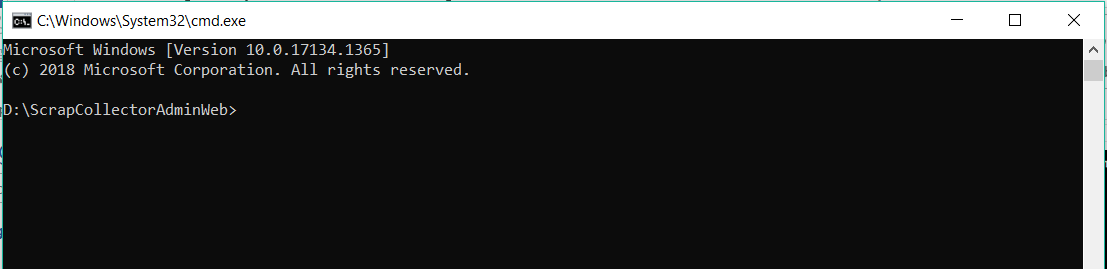 C:\Windows\System32\cmd.exe
Microsoft Windows [Version 10.0.17134.1365]
(c) 2018 Microsoft Corporation. All rights reserved.
D:\ScrapCollectorAdminWeb>